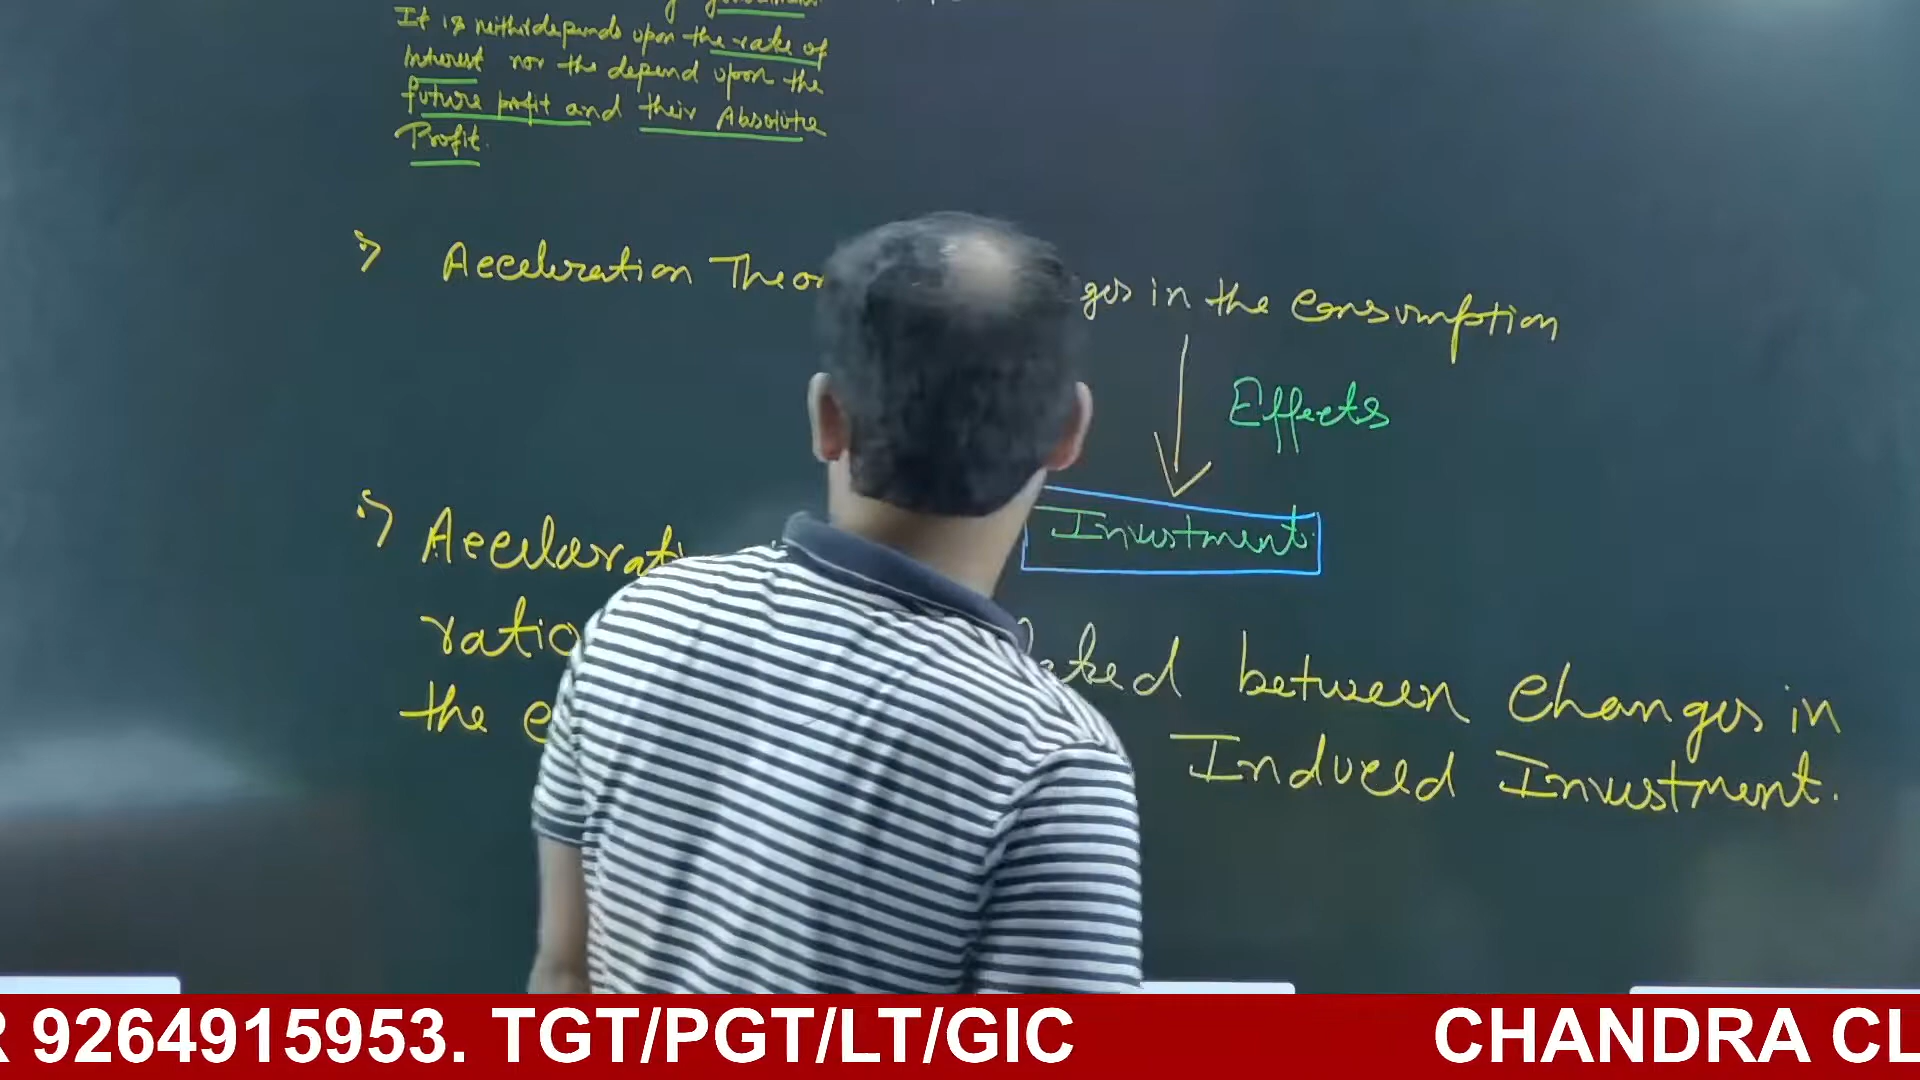 It is neither depends upon the rate of
Interest nor the depend upon the
future profit and their Absolute
Profit.
Acceleration Theor
ges in the consumption
Effects
Investment.
Accelarati
ratio ated between changes in
the Induced Investment.
R 9264915953. TGT/PGT/LT/GIC CHANDRA CL